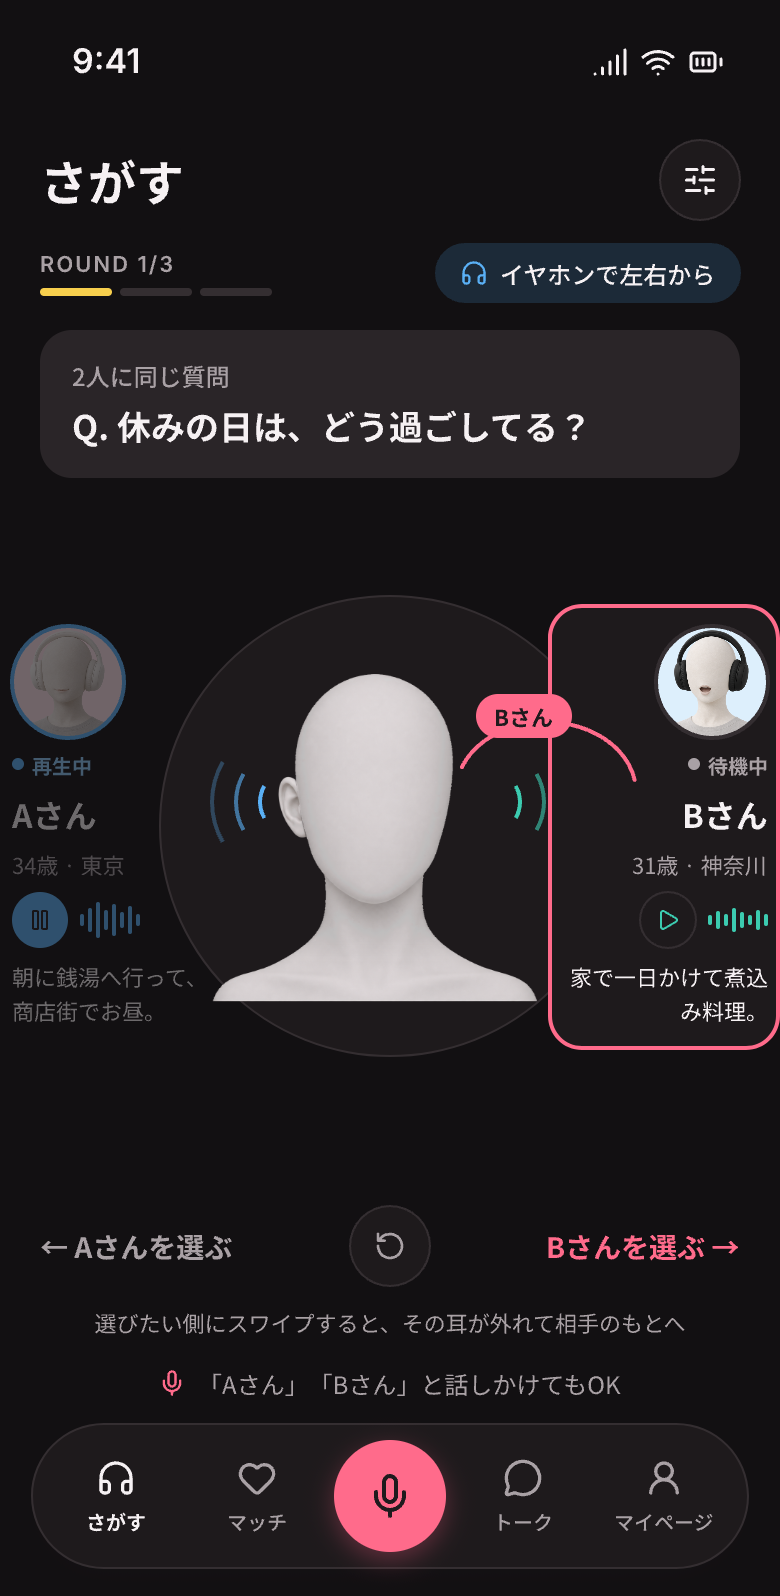 9:41
さがす
ROUND 1/3
イヤホンで左右から
2人に同じ質問
Q. 休みの日は、どう過ごしてる？
Bさん
再生中
Aさん
34歳・東京
朝に銭湯へ行って、
商店街でお昼。
待機中
Bさん
31歳・神奈川
家で一日かけて煮込
み料理。
← Aさんを選ぶ
Bさんを選ぶ →
選びたい側にスワイプすると、その耳が外れて相手のもとへ
「Aさん」「Bさん」と話しかけてもOK
さがす
マッチ
トーク
マイページ